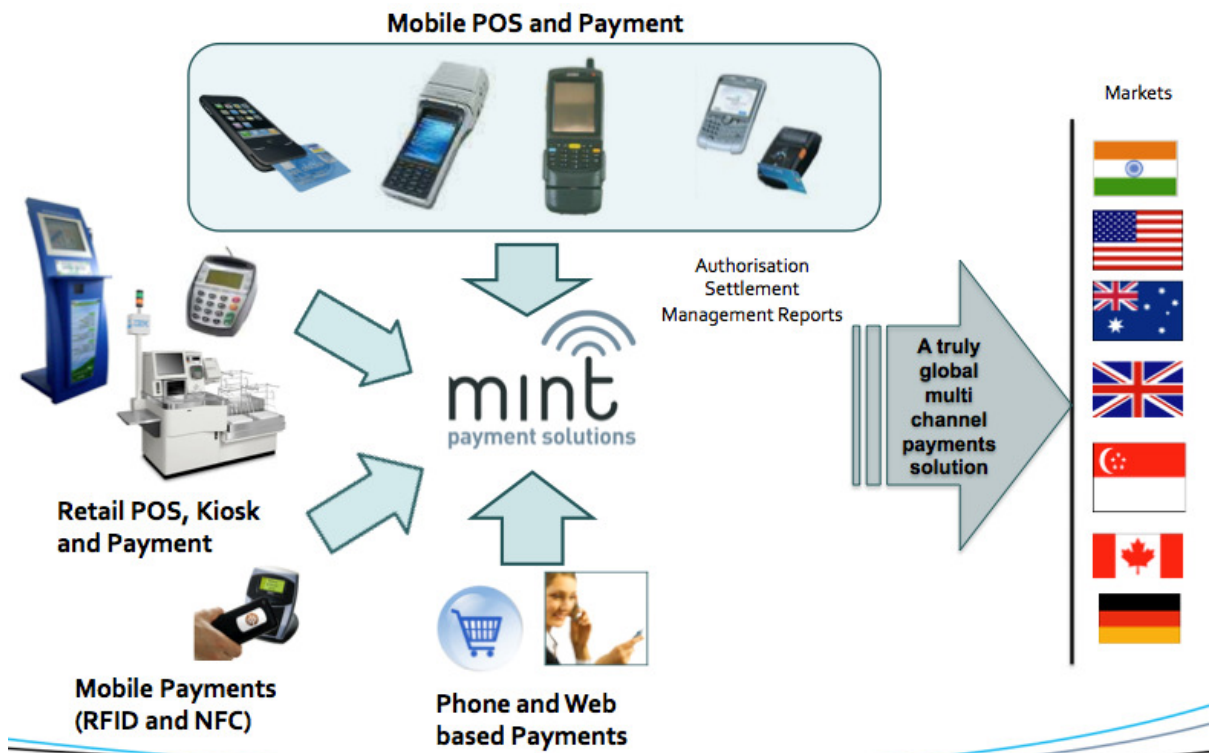 Mobile POS and Payment
Markets
Authorisation
Settlement
Management Reports
A truly
global
multi
channel
payments
solution
mint
payment solutions
Retail POS, Kiosk
and Payment
Mobile Payments
(RFID and NFC)
Phone and Web
based Payments